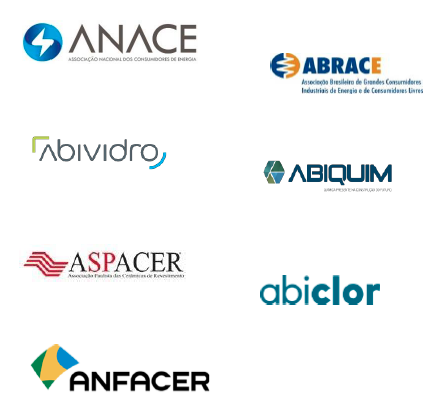 ANACE
ASSOCIAÇÃO NACIONAL DOS CONSUMIDORES DE ENERGIA
ABRACE
Associação Brasileira de Grandes Consumidores
Industriais de Energia e de Consumidores Livres
Abividro
ABIQUIM
ASPACER
Associação Paulista das Cerâmicas de Revestimento
abiclor
ANFACER